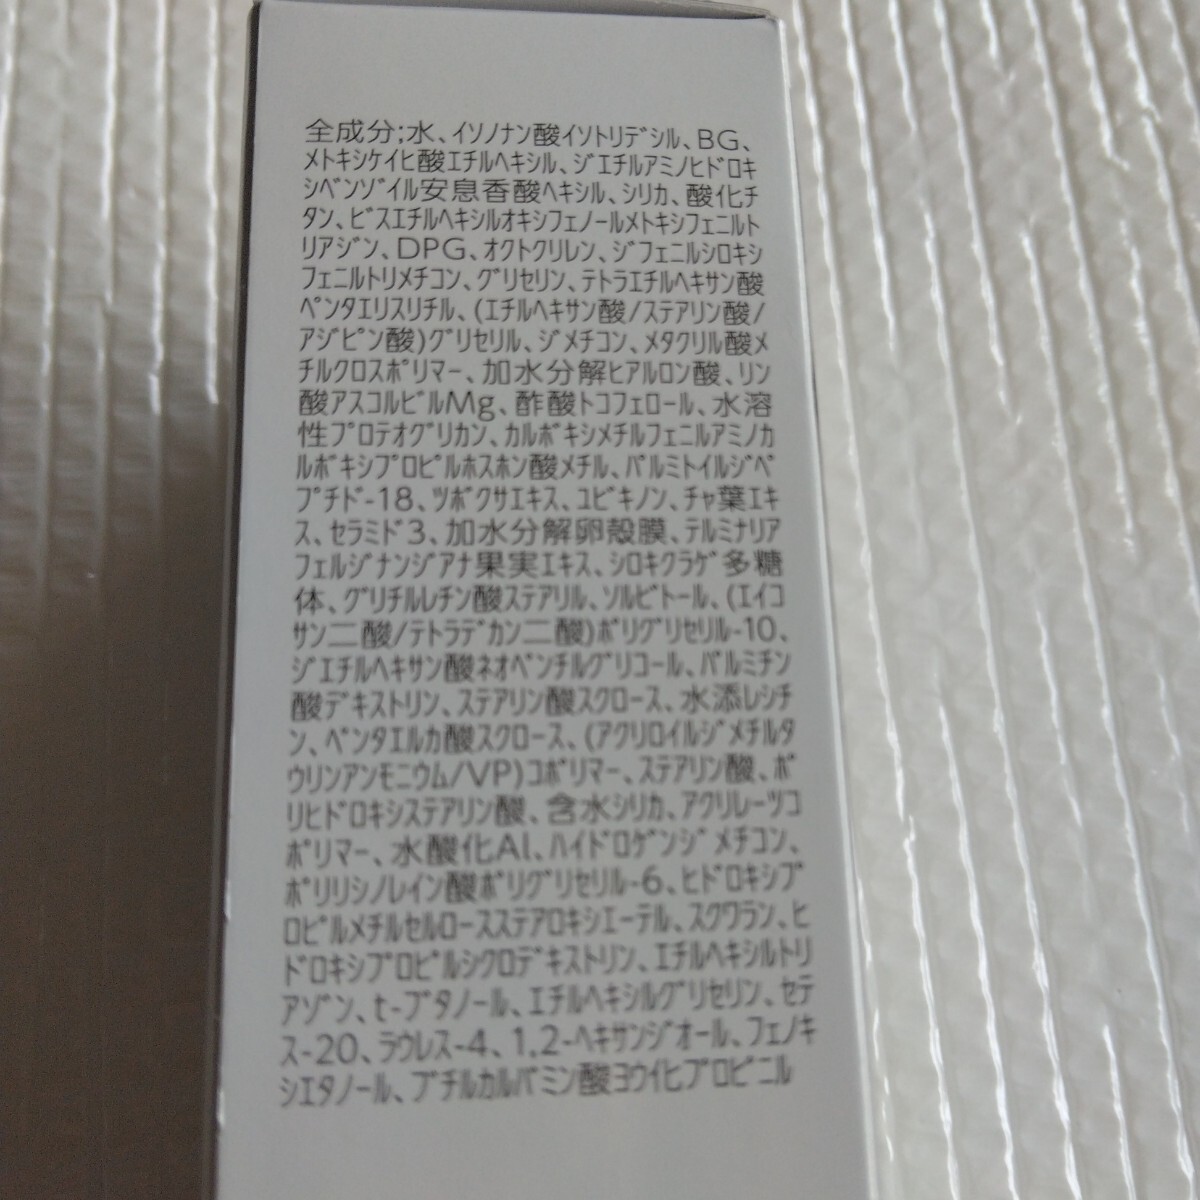 全成分;水、イソノナン酸イソトリデシル、BG、
メトキシケイヒ酸エチルヘキシル、ジエチルアミノヒドロキ
シベンゾイル安息香酸ヘキシル、シリカ、酸化チ
タン、ビスエチルヘキシルオキシフェノールメトキシフェニルト
リアジン、DPG、オクトクリレン、ジフェニルシロキシ
フェニルトリメチコン、グリセリン、テトラエチルヘキサン酸
ペンタエリスリチル、(エチルヘキサン酸/ステアリン酸/
アジピン酸)グリセリル、ジメチコン、メタクリル酸メ
チルクロスポリマー、加水分解ヒアルロン酸、リン
酸アスコルビルMg、酢酸トコフェロール、水溶
性プロテオグリカン、カルボキシメチルフェニルアミノカ
ルボキシプロピルホスホン酸メチル、パルミトイルジペ
プチド-18、ツボクサエキス、ユビキノン、チャ葉エキ
ス、セラミド3、加水分解卵殻膜、テルミナリア
フェルジナンジアナ果実エキス、シロキクラゲ多糖
体、グリチルレチン酸ステアリル、ソルビトール、(エイコ
サン二酸/テトラデカン二酸)ポリグリセリル-10、
ジエチルヘキサン酸ネオペンチルグリコール、パルミチン
酸デキストリン、ステアリン酸スクロース、水添レシチ
ン、ペンタエルカ酸スクロース、(アクリロイルジメチルタ
ウリンアンモニウム/VP)コポリマー、ステアリン酸、ポ
リヒドロキシステアリン酸、含水シリカ、アクリレーツコ
ポリマー、水酸化Al、ハイドロゲンジメチコン、
ポリリシノレイン酸ポリグリセリル-6、ヒドロキシプ
ロピルメチルセルロースステアロキシエーテル、スクワラン、ヒ
ドロキシプロピルシクロデキストリン、エチルヘキシルトリ
アゾン、t-ブタノール、エチルヘキシルグリセリン、セテ
ス-20、ラウレス-4、1,2-ヘキサンジオール、フェノキ
シエタノール、ブチルカルバミン酸ヨウ化プロピニル